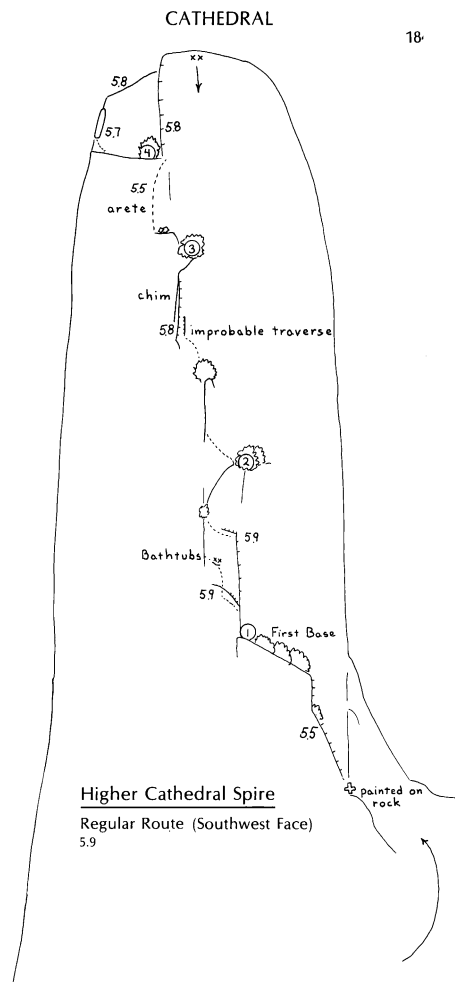 CATHEDRAL
18
xx
5.8
5.7
5.8
4
5.5
arete
3
chim
5.8
improbable traverse
2
5.9
Bathtubs
xx
5.9
1
First Base
5.5
painted on
rock
Higher Cathedral Spire
Regular Route (Southwest Face)
5.9